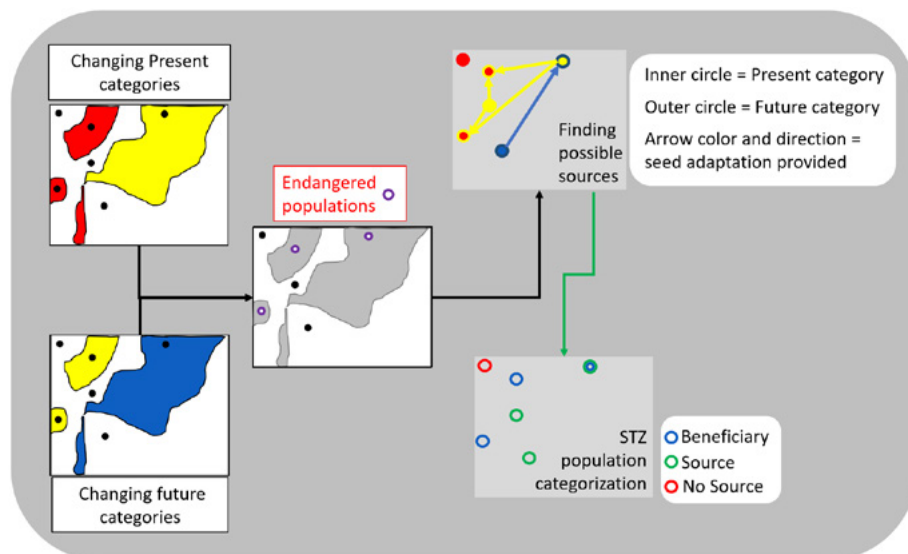 Changing Present
categories
Inner circle = Present category
Outer circle = Future category
Arrow color and direction =
seed adaptation provided
Finding
possible
sources
Endangered
populations
Changing future
categories
STZ
population
categorization
Beneficiary
Source
No Source